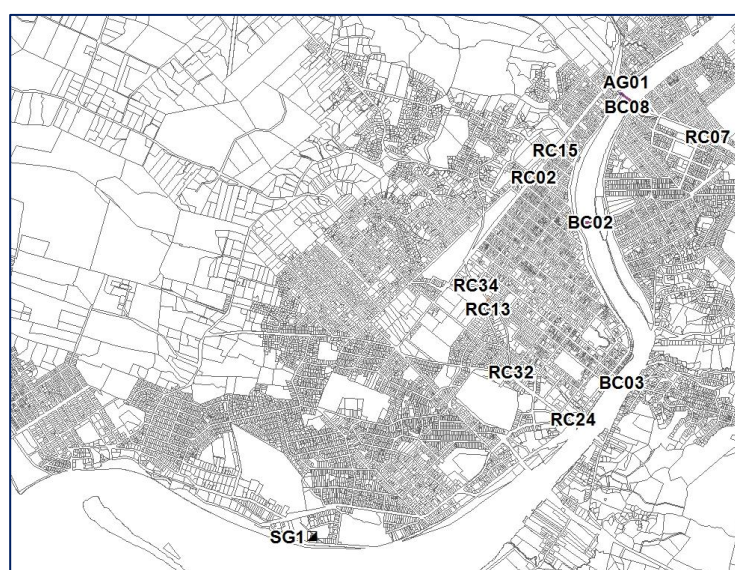 AG01
BC08
RC07
RC15
RC02
BC02
RC34
RC13
RC32
BC03
RC24
SG1